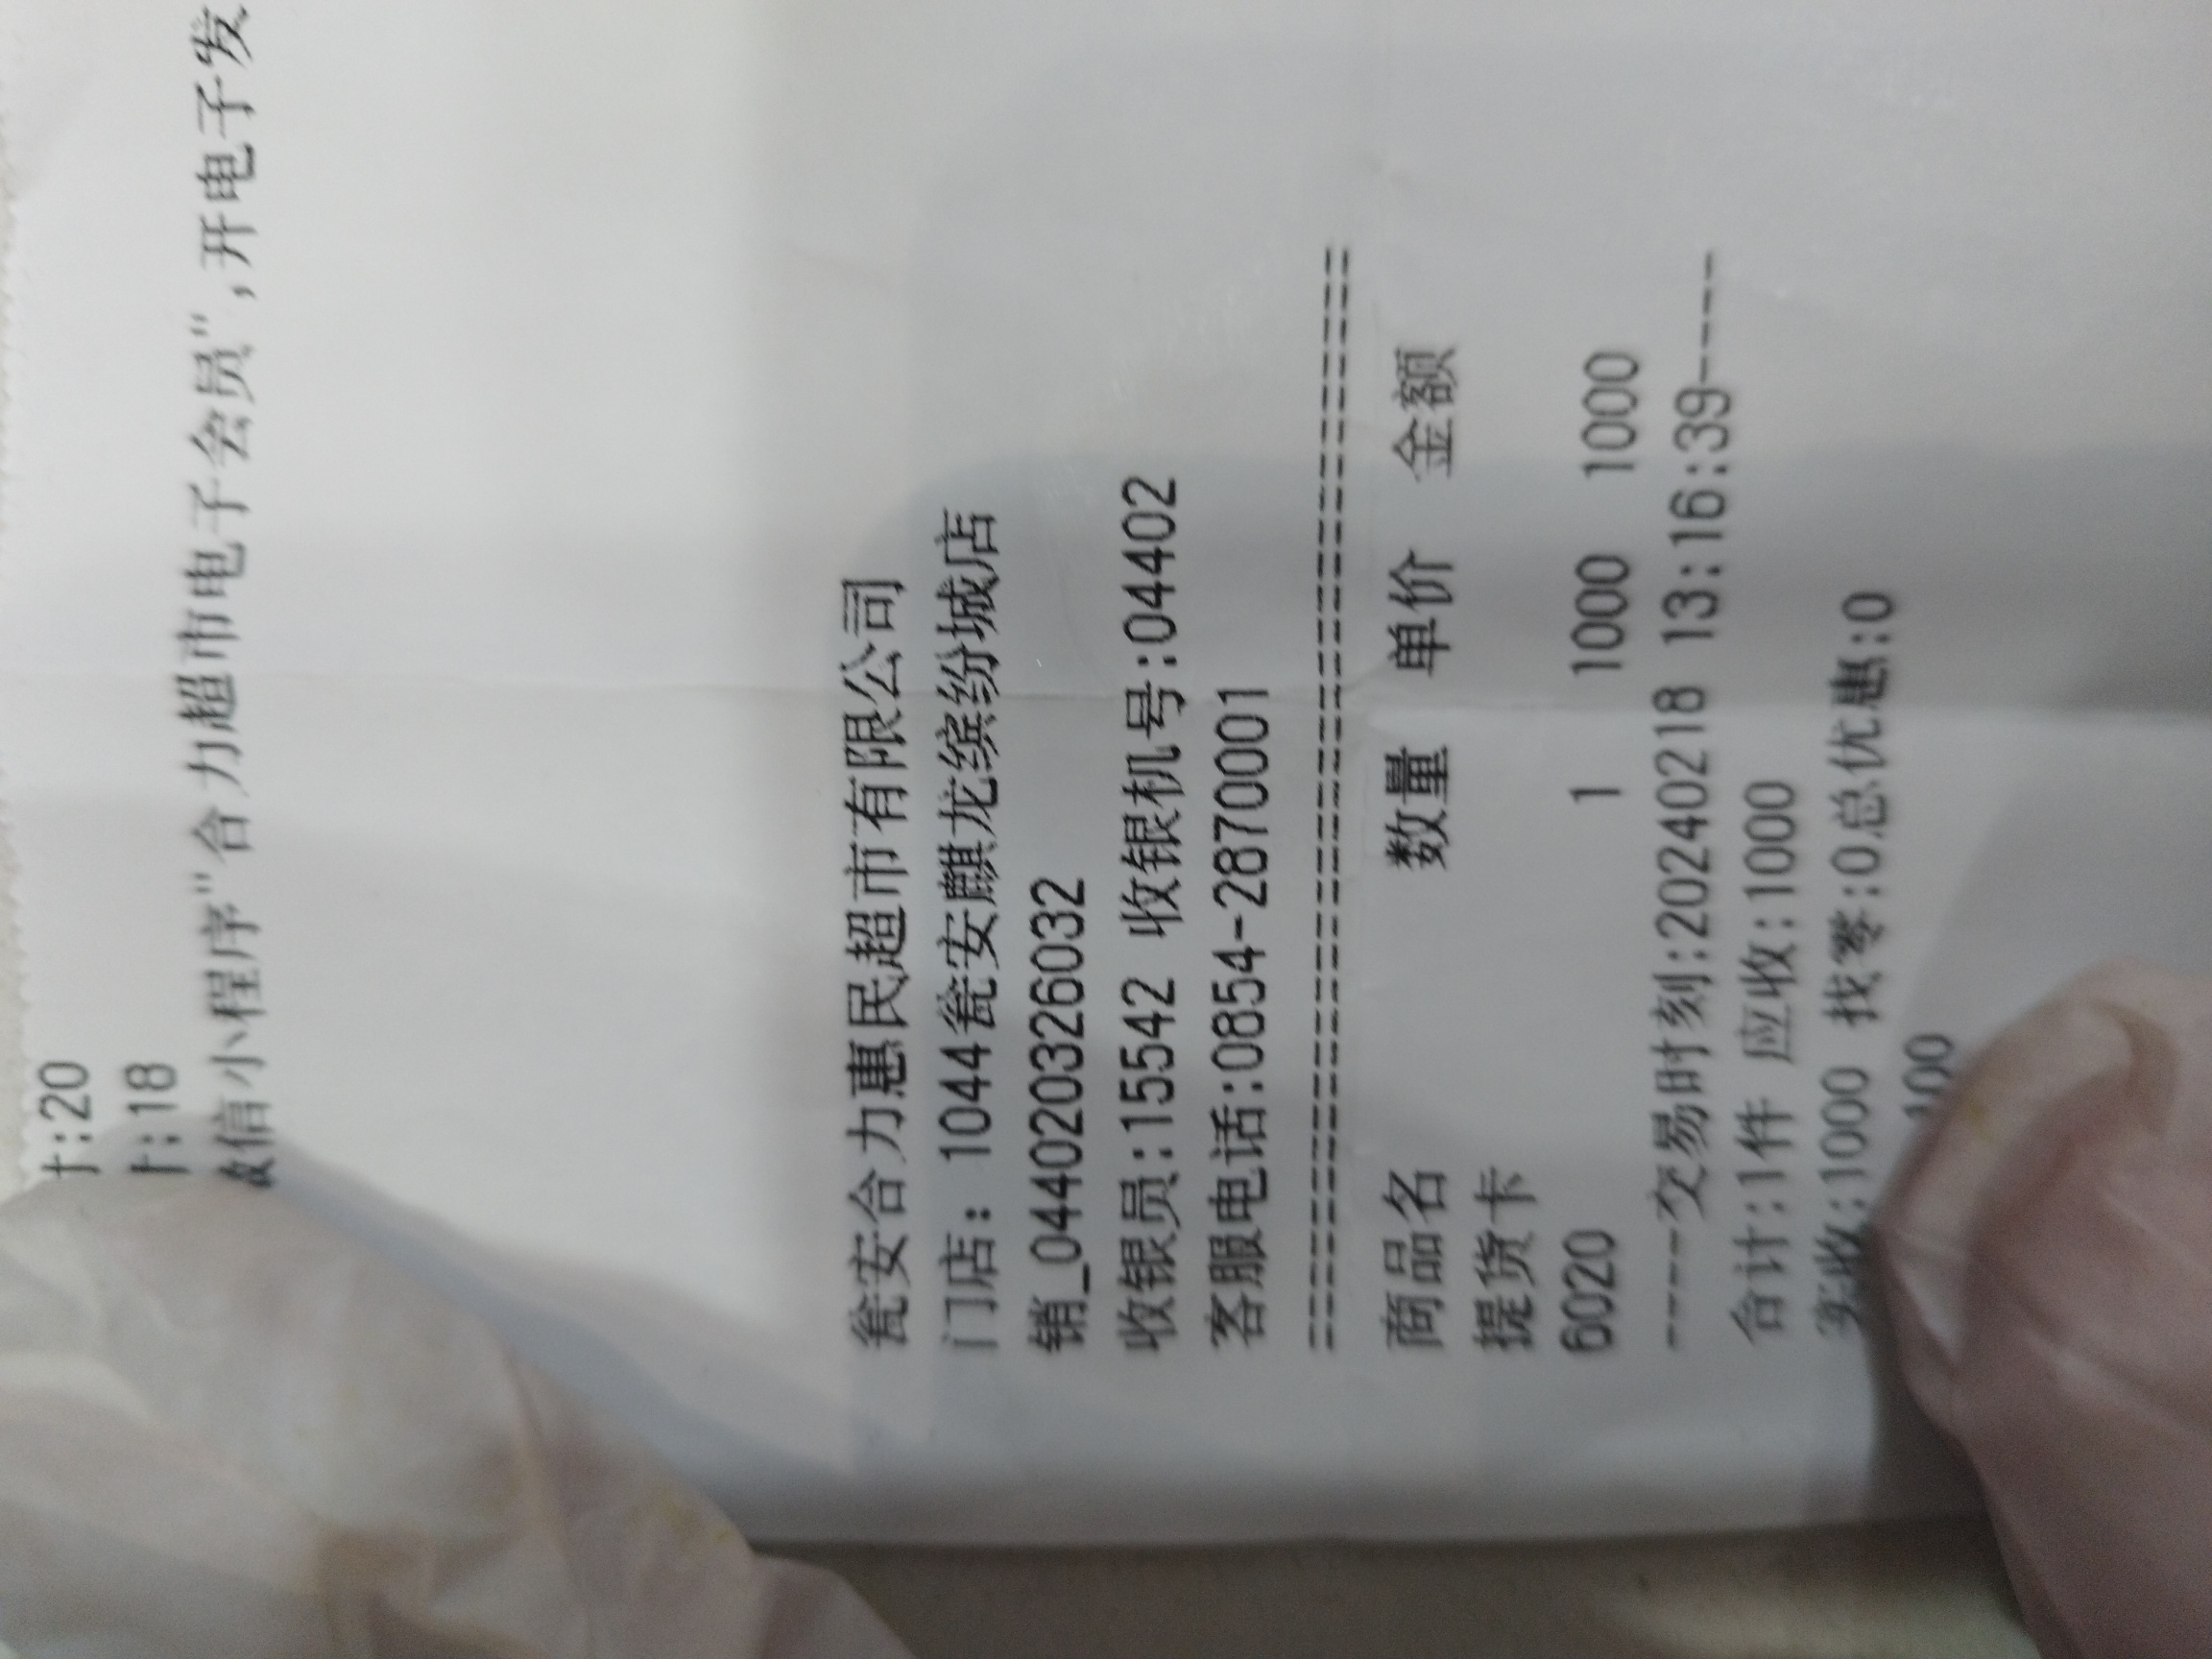 :20
:18
微信小程序"合力超市电子会员",开电子发
瓮安合力惠民超市有限公司
门店: 1044瓮安麒龙缤纷城店
销_04402032026032
收银员:15542 收银机号:04402
客服电话:0854-2870001
================================
商品名 数量 单价 金额
提货卡
6020 1 1000 1000
-----交易时刻:20240218 13:16:39-----
合计:1件 应收:1000
实收:1000 找零:0总优惠:0
100